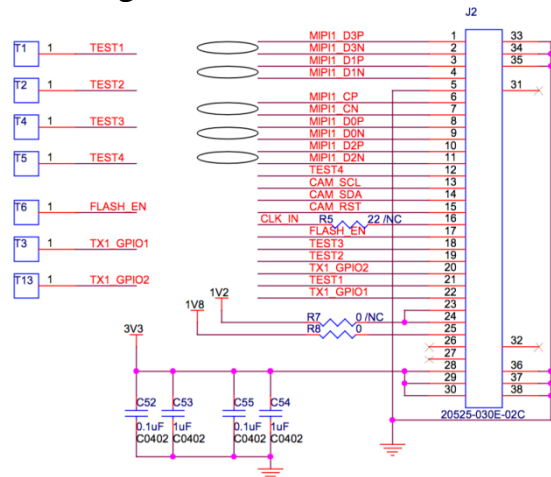 J2
MIPI1_D3P 1 33
MIPI1_D3N 2 34
T1 1 TEST1 MIPI1_D1P 3 35
MIPI1_D1N 4
5 31
T2 1 TEST2 MIPI1_CP 6
MIPI1_CN 7
T4 1 TEST3 MIPI1_D0P 8
MIPI1_D0N 9
MIPI1_D2P 10
T5 1 TEST4 MIPI1_D2N 11
TEST4 12
CAM_SCL 13
CAM_SDA 14
T6 1 FLASH_EN CAM_RST 15
CLK_IN R5 22 /NC 16
FLASH_EN 17
T3 1 TX1_GPIO1 TEST3 18
TEST2 19
TX1_GPIO2 20
T13 1 TX1_GPIO2 TEST1 21
TX1_GPIO1 22
1V2 23
1V8 R7 0 /NC 24
R8 0 25
3V3 26 32
27
28 36
29 37
30 38
C52 C53 C55 C54
20525-030E-02C
0.1uF 1uF 0.1uF 1uF
C0402 C0402 C0402 C0402